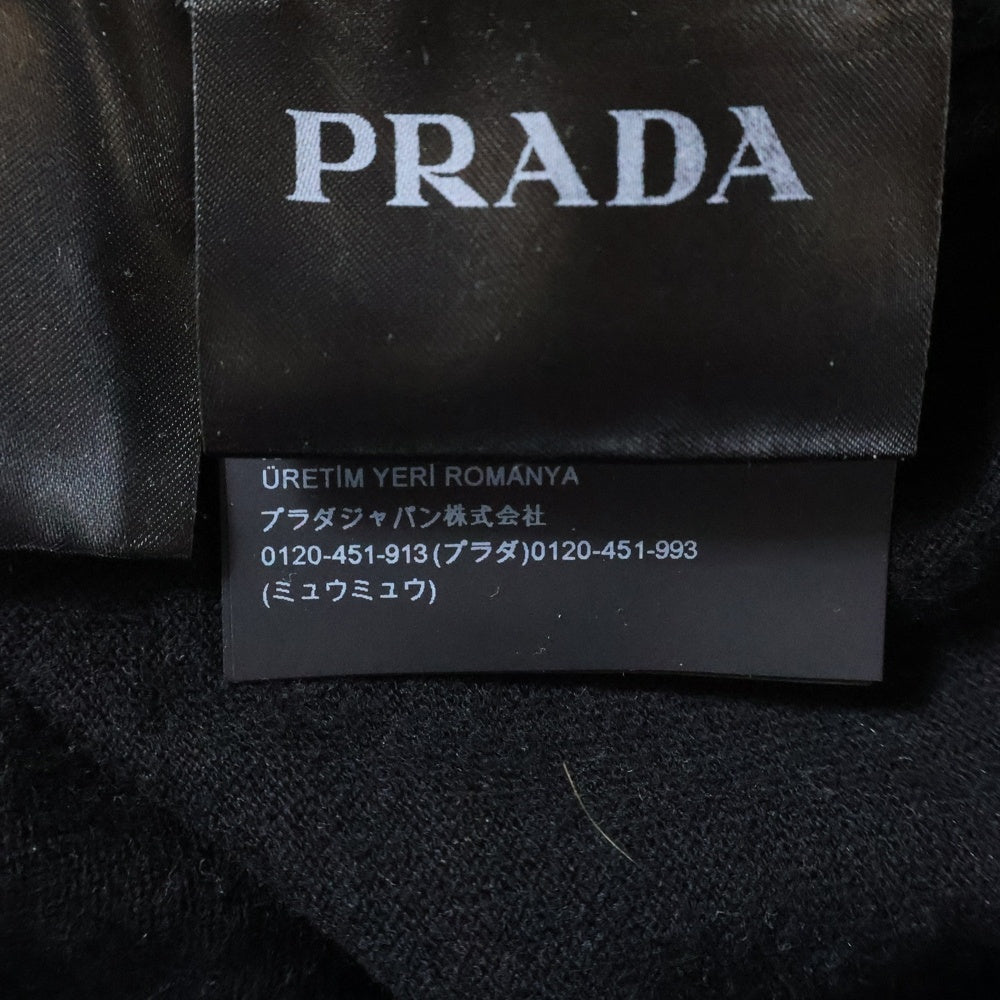 PRADA
ÜRETİM YERİ ROMANYA
プラダジャパン株式会社
0120-451-913(プラダ)0120-451-993
(ミュウミュウ)